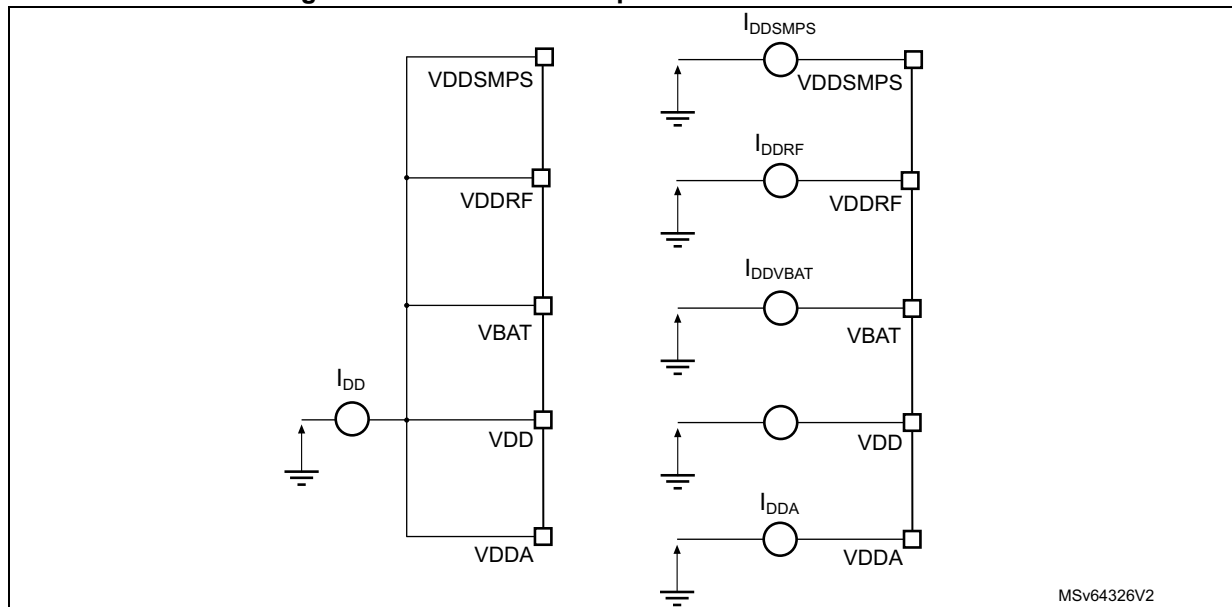 I_DDSMPS
VDDSMPS
VDDSMPS
I_DDRF
VDDRF
VDDRF
I_DDVBAT
VBAT
VBAT
I_DD
VDD
VDD
I_DDA
VDDA
VDDA
MSv64326V2